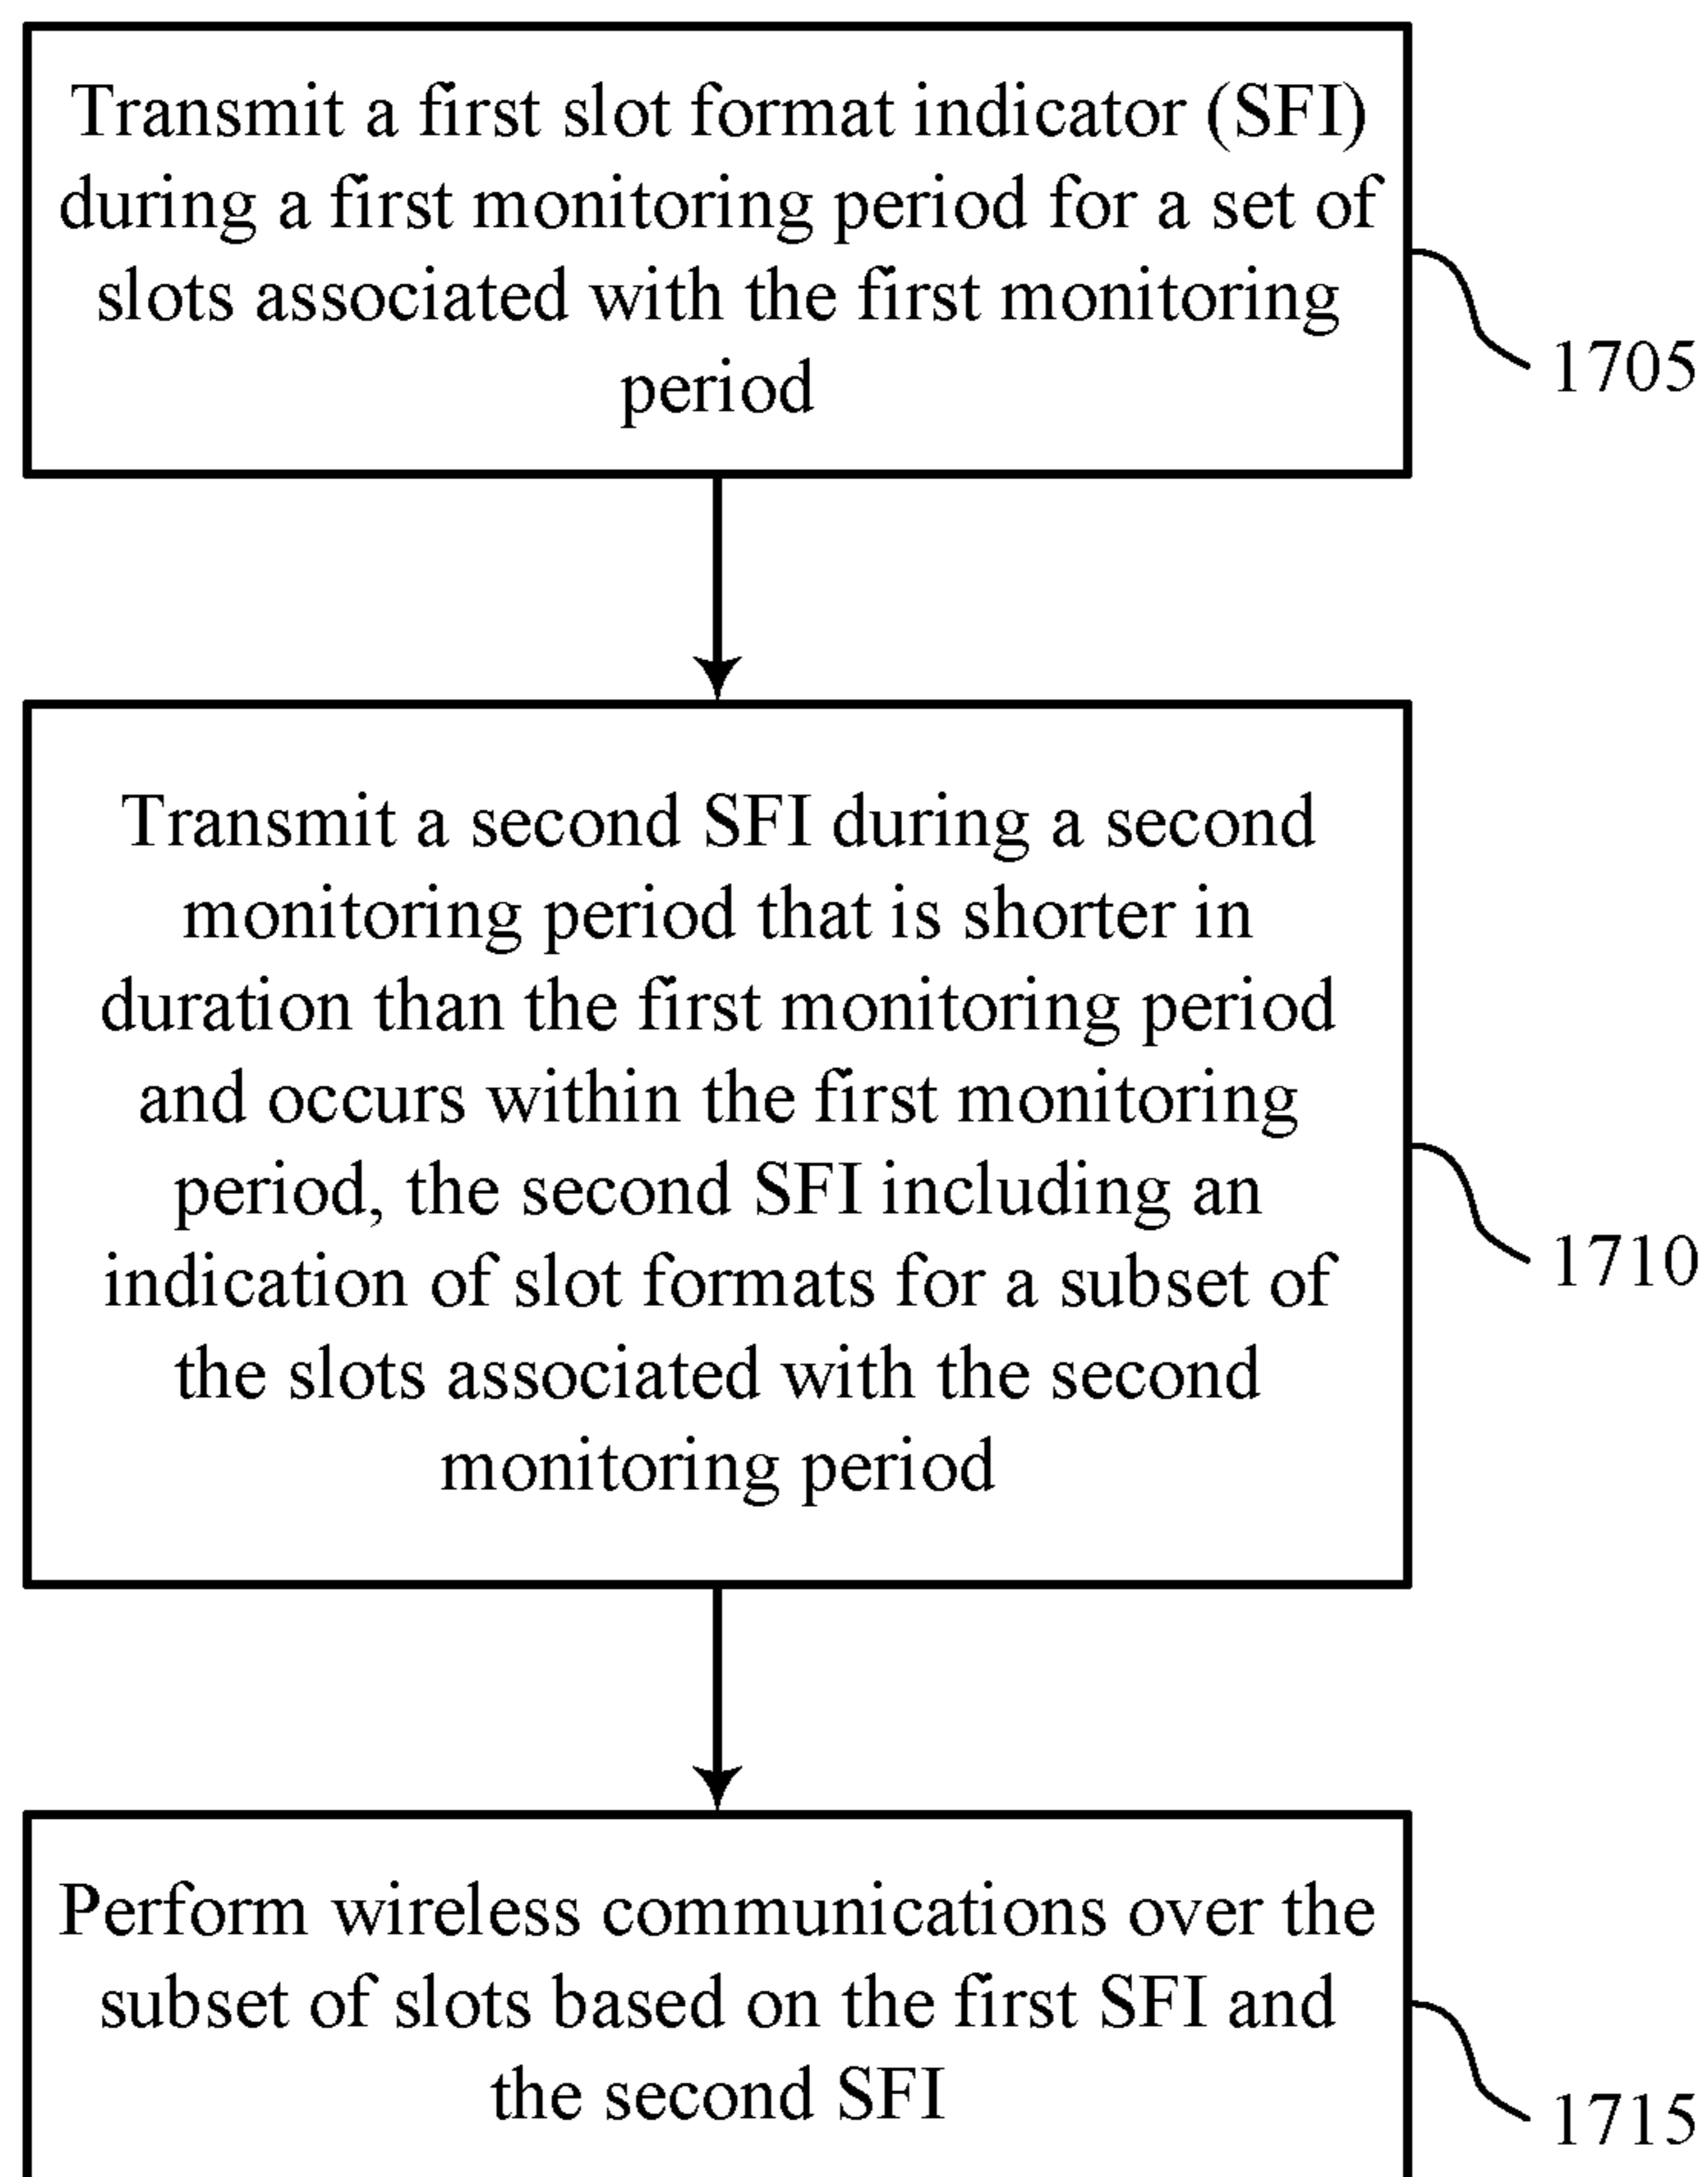 Transmit a first slot format indicator (SFI)
during a first monitoring period for a set of
slots associated with the first monitoring
period
1705
Transmit a second SFI during a second
monitoring period that is shorter in
duration than the first monitoring period
and occurs within the first monitoring
period, the second SFI including an
indication of slot formats for a subset of
the slots associated with the second
monitoring period
1710
Perform wireless communications over the
subset of slots based on the first SFI and
the second SFI
1715